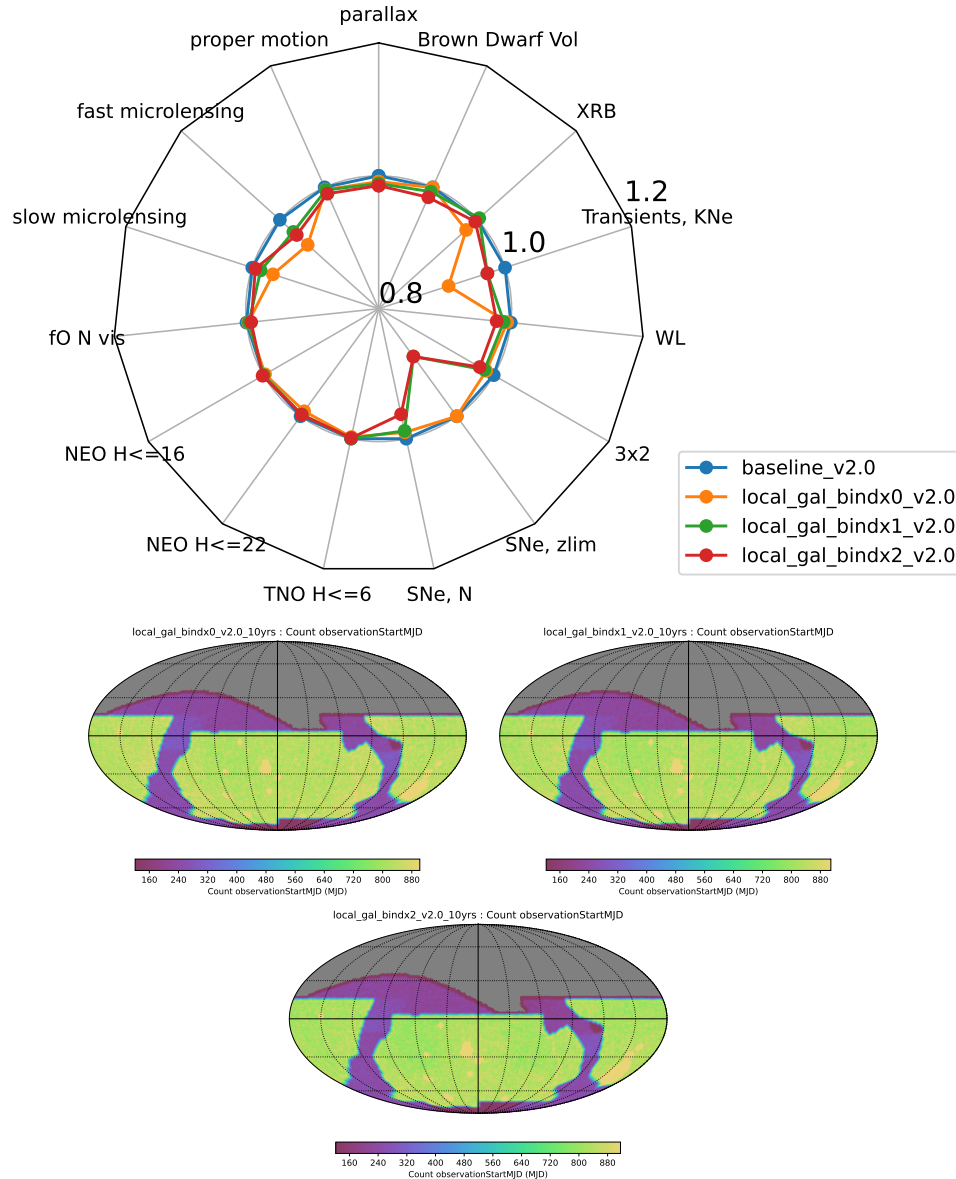 parallax
proper motion
Brown Dwarf Vol
fast microlensing
XRB
1.2
slow microlensing
Transients, KNe
1.0
0.8
fO N vis
WL
NEO H<=16
3x2
baseline_v2.0
local_gal_bindx0_v2.0
local_gal_bindx1_v2.0
local_gal_bindx2_v2.0
NEO H<=22
SNe, zlim
TNO H<=6
SNe, N
local_gal_bindx0_v2.0_10yrs : Count observationStartMJD
160 240 320 400 480 560 640 720 800 880
Count observationStartMJD (MJD)
local_gal_bindx1_v2.0_10yrs : Count observationStartMJD
160 240 320 400 480 560 640 720 800 880
Count observationStartMJD (MJD)
local_gal_bindx2_v2.0_10yrs : Count observationStartMJD
160 240 320 400 480 560 640 720 800 880
Count observationStartMJD (MJD)